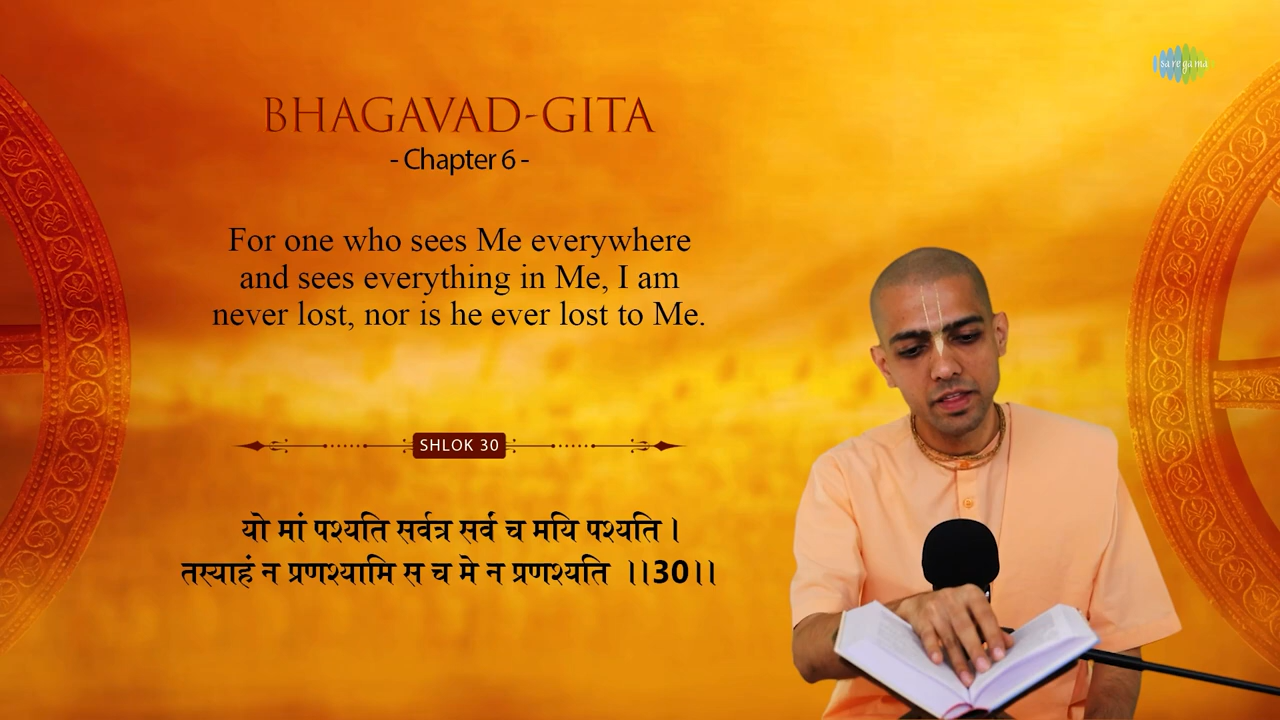 saregama
BHAGAVAD-GITA
- Chapter 6 -
For one who sees Me everywhere
and sees everything in Me, I am
never lost, nor is he ever lost to Me.
SHLOK 30
यो मां पश्यति सर्वत्र सर्वं च मयि पश्यति ।
तस्याहं न प्रणश्यामि स च मे न प्रणश्यति ।।30।।